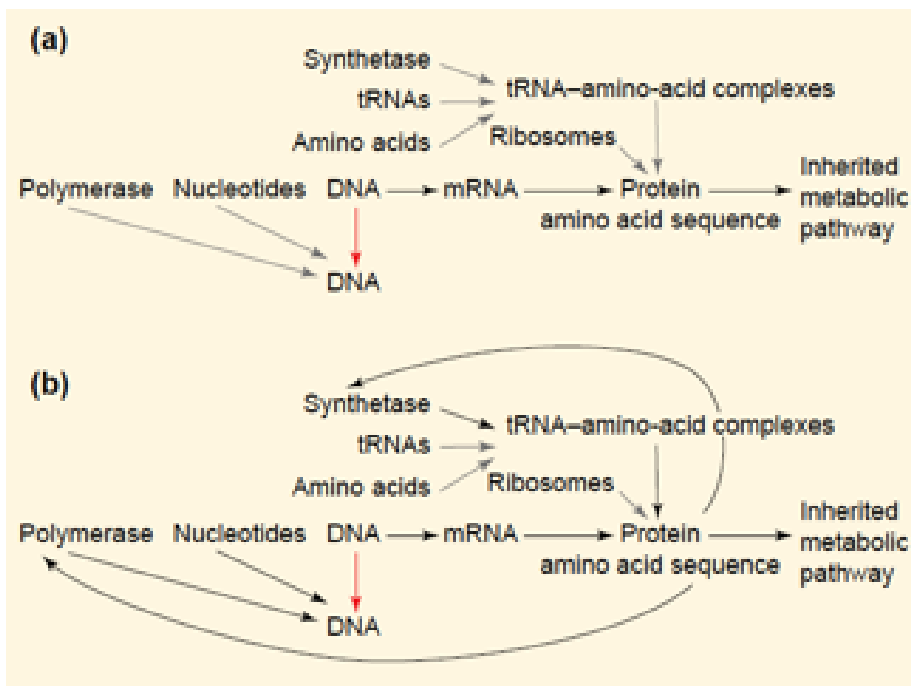 (a)
Synthetase
tRNA–amino-acid complexes
tRNAs
Amino acids
Ribosomes
Polymerase Nucleotides DNA mRNA Protein
amino acid sequence
Inherited
metabolic
pathway
DNA
(b)
Synthetase
tRNA–amino-acid complexes
tRNAs
Amino acids
Ribosomes
Polymerase Nucleotides DNA mRNA Protein
amino acid sequence
Inherited
metabolic
pathway
DNA